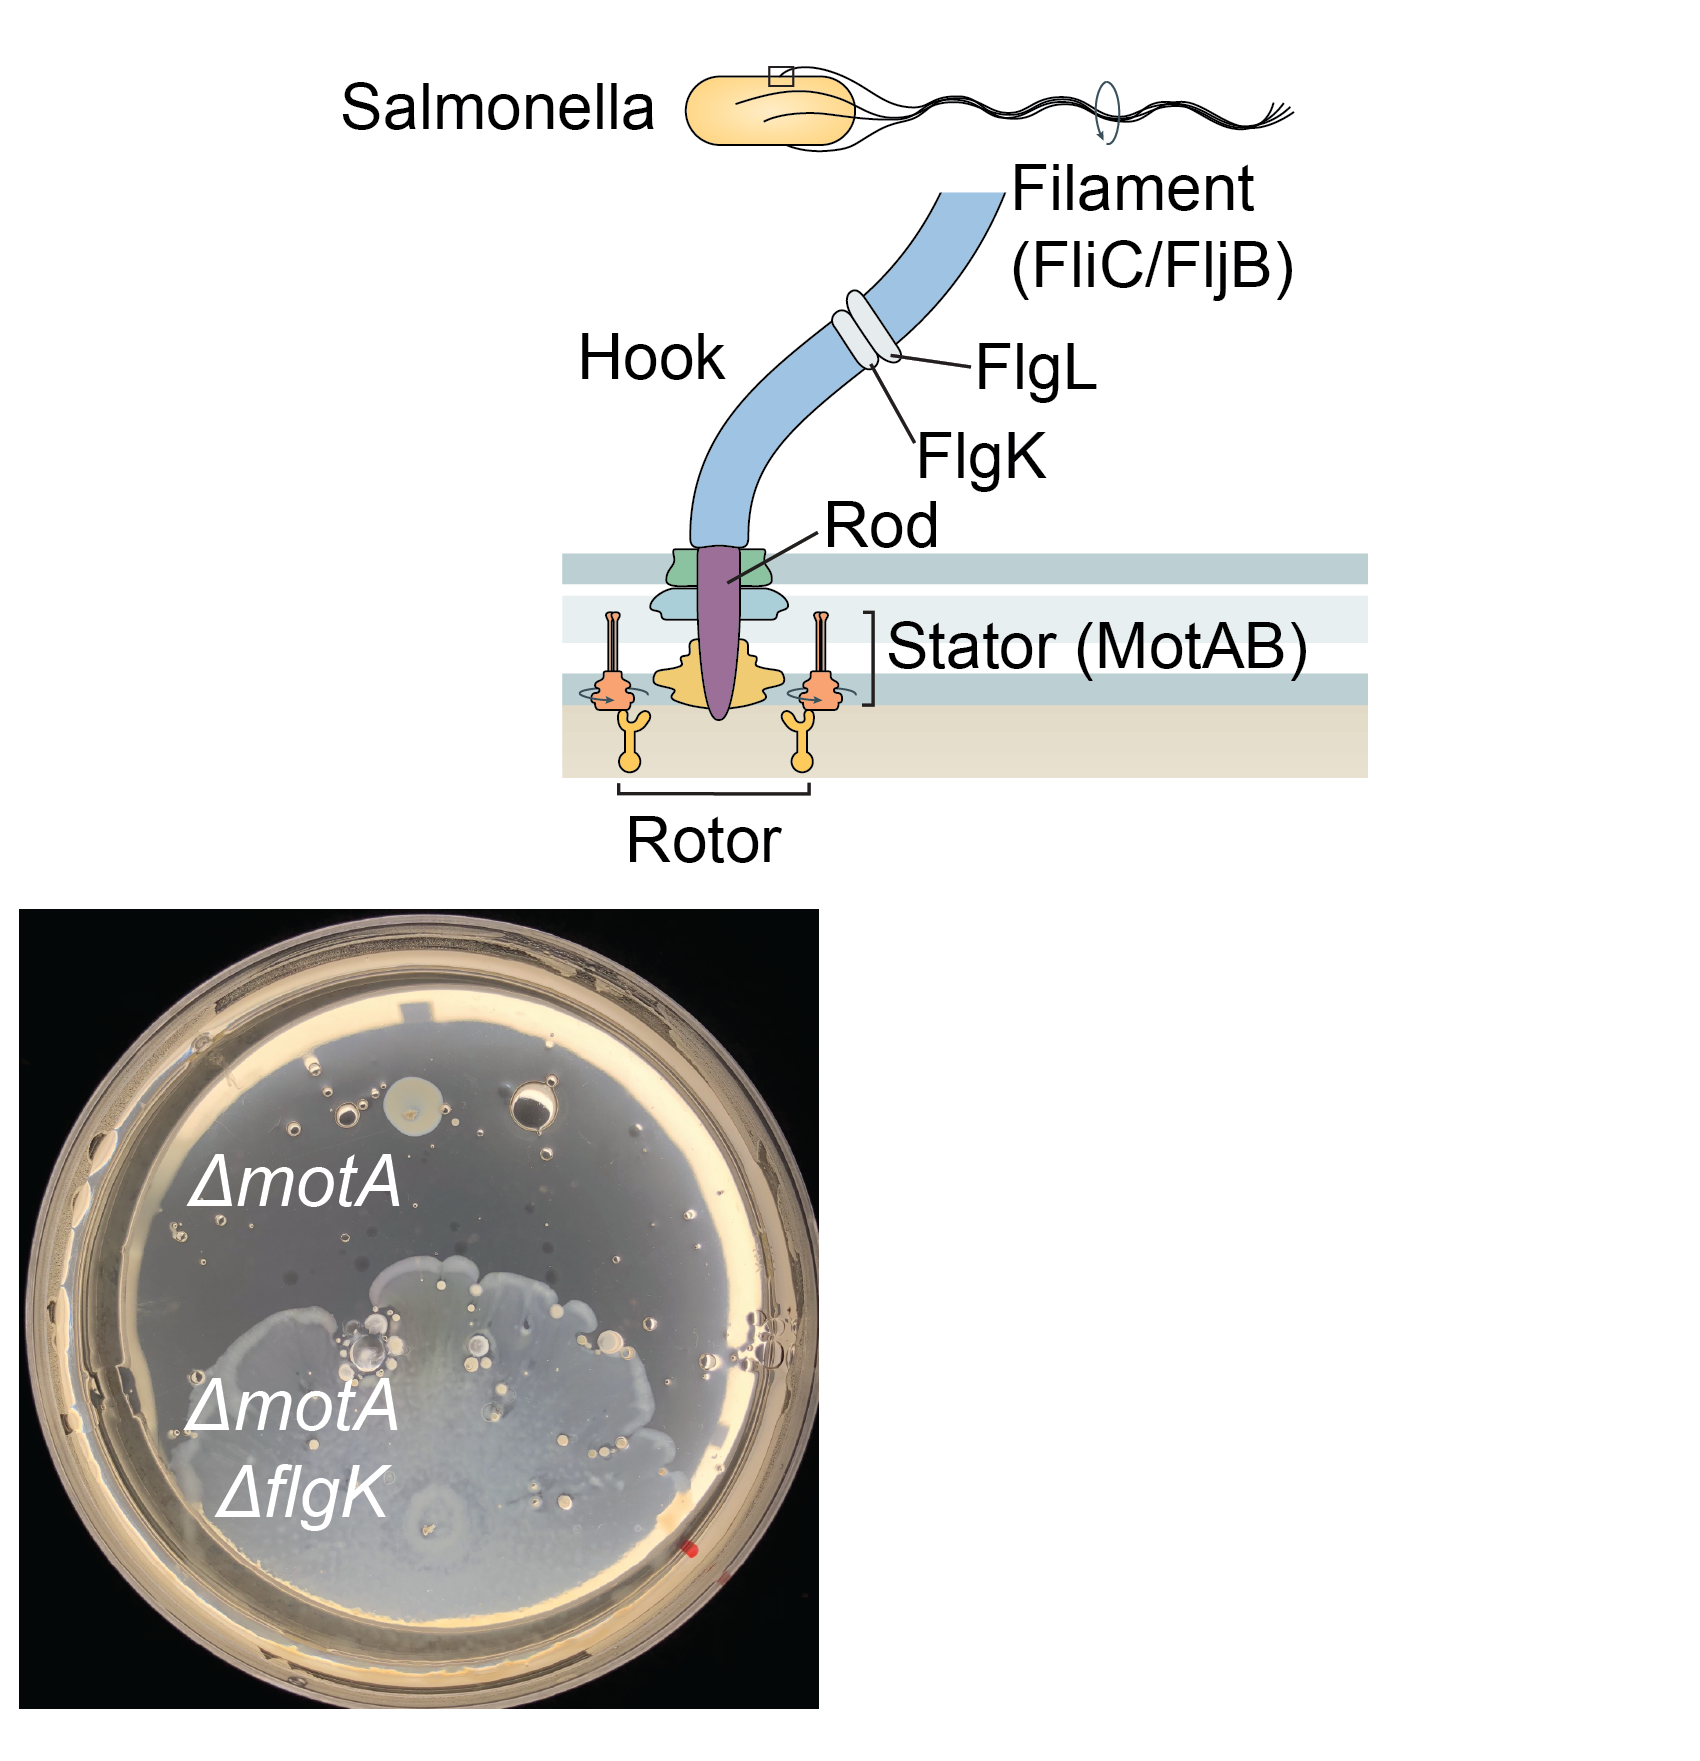 Salmonella
Filament
(FliC/FljB)
Hook
FlgL
FlgK
Rod
Stator (MotAB)
Rotor
ΔmotA
ΔmotA
ΔflgK